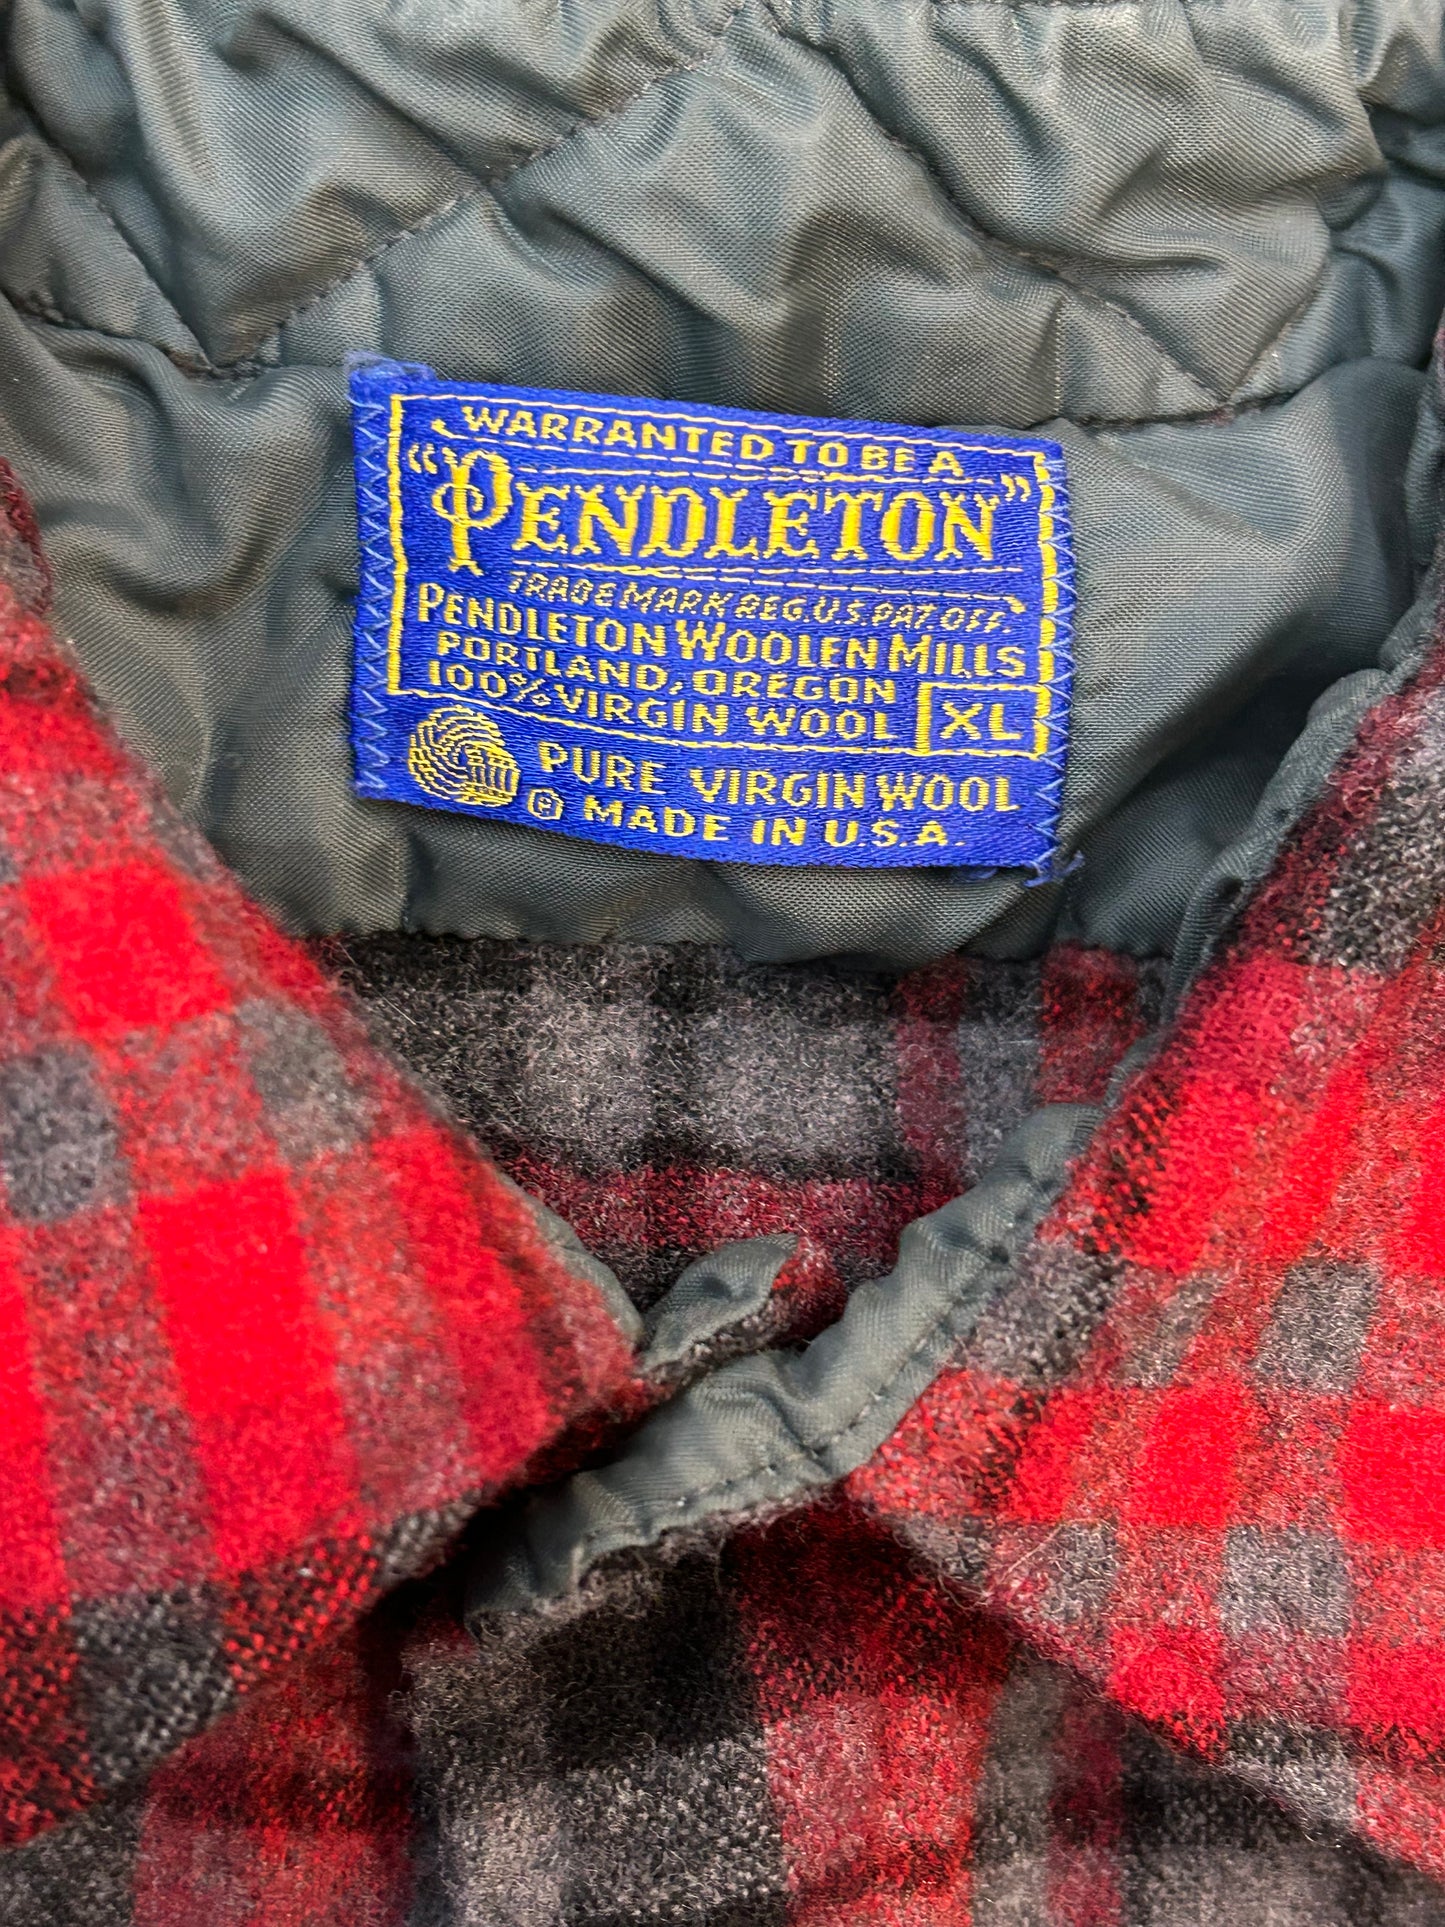 WARRANTED TO BE A
"PENDLETON"
TRADE MARK REG. U.S. PAT. OFF.
PENDLETON WOOLEN MILLS
PORTLAND, OREGON
100% VIRGIN WOOL XL
PURE VIRGIN WOOL
® MADE IN U.S.A.